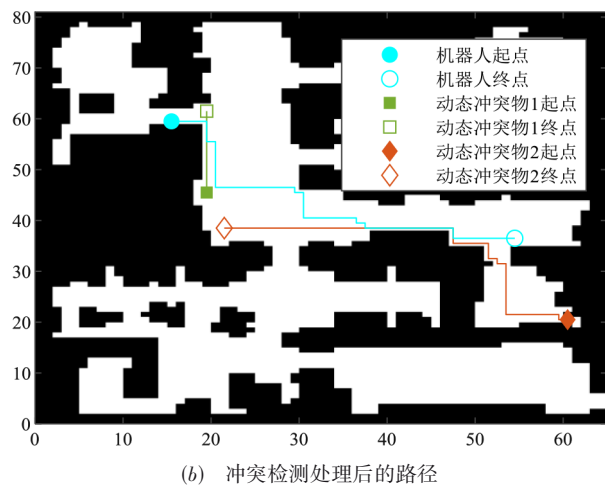 80
70
60
50
40
30
20
10
0
0 10 20 30 40 50 60
机器人起点
机器人终点
动态冲突物1起点
动态冲突物1终点
动态冲突物2起点
动态冲突物2终点
(b) 冲突检测处理后的路径